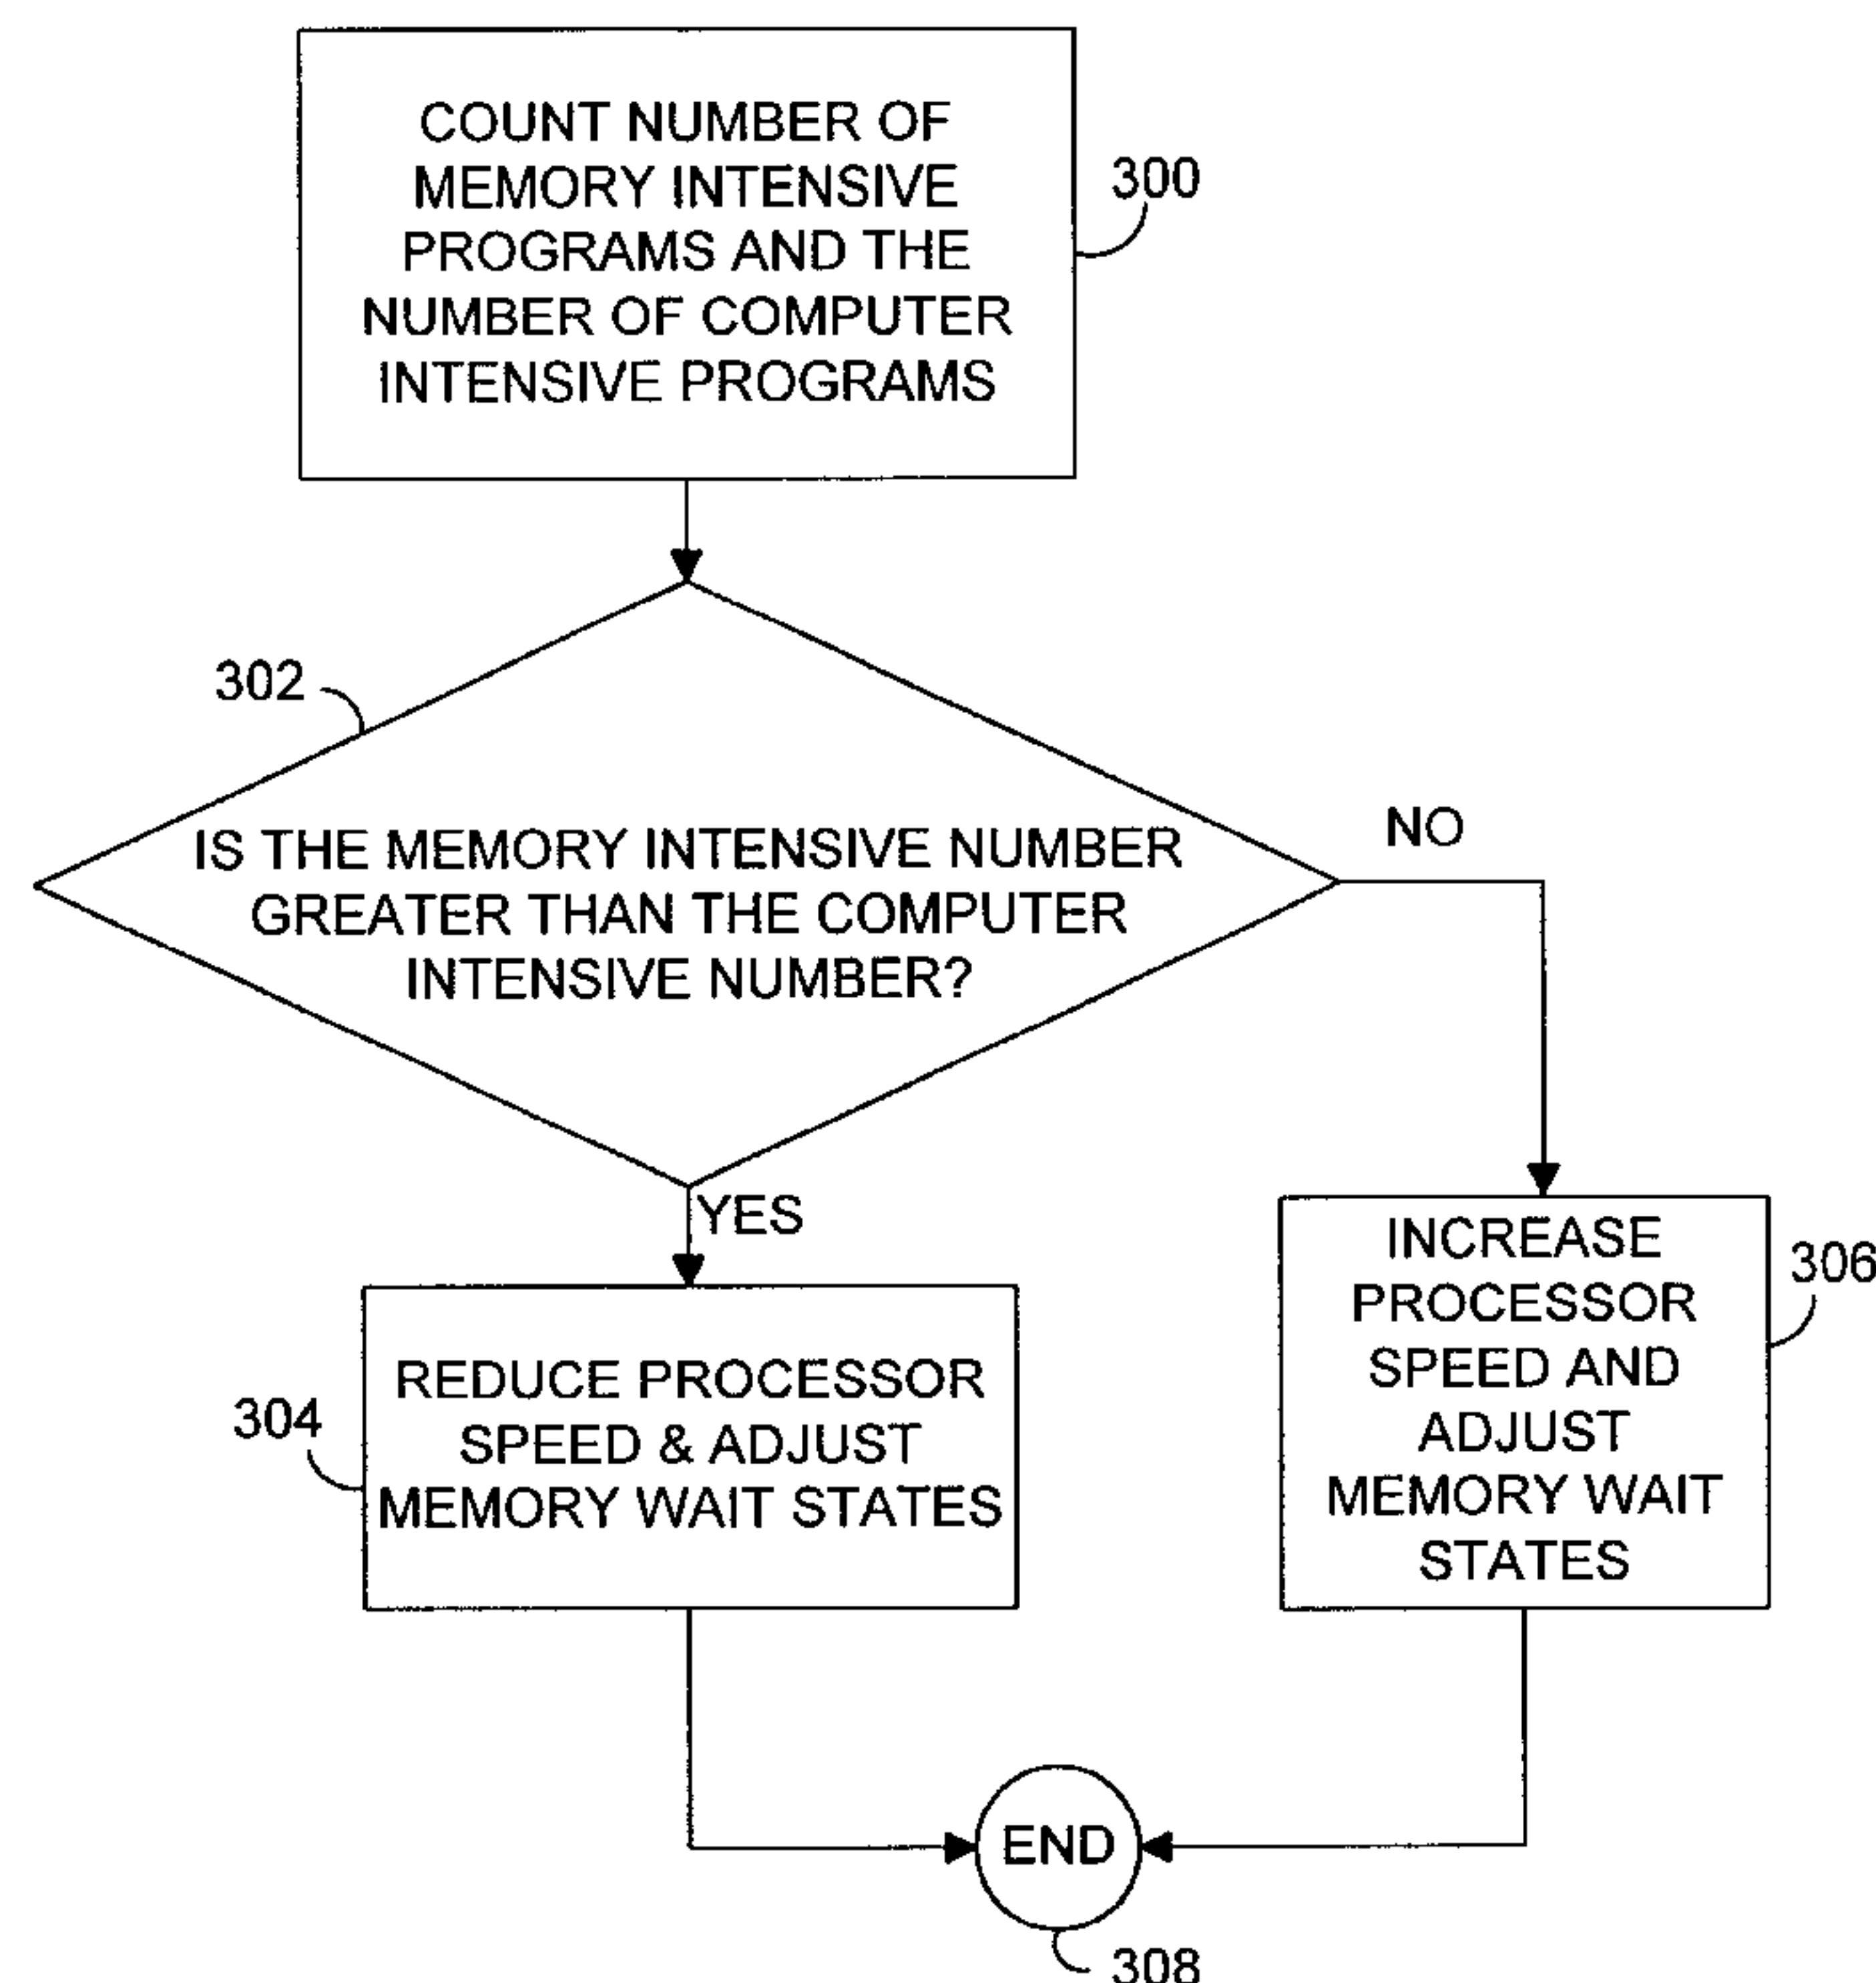 COUNT NUMBER OF
MEMORY INTENSIVE
PROGRAMS AND THE
NUMBER OF COMPUTER
INTENSIVE PROGRAMS
300
302
IS THE MEMORY INTENSIVE NUMBER
GREATER THAN THE COMPUTER
INTENSIVE NUMBER?
NO
YES
REDUCE PROCESSOR
SPEED & ADJUST
MEMORY WAIT STATES
304
INCREASE
PROCESSOR
SPEED AND
ADJUST
MEMORY WAIT
STATES
306
END
308